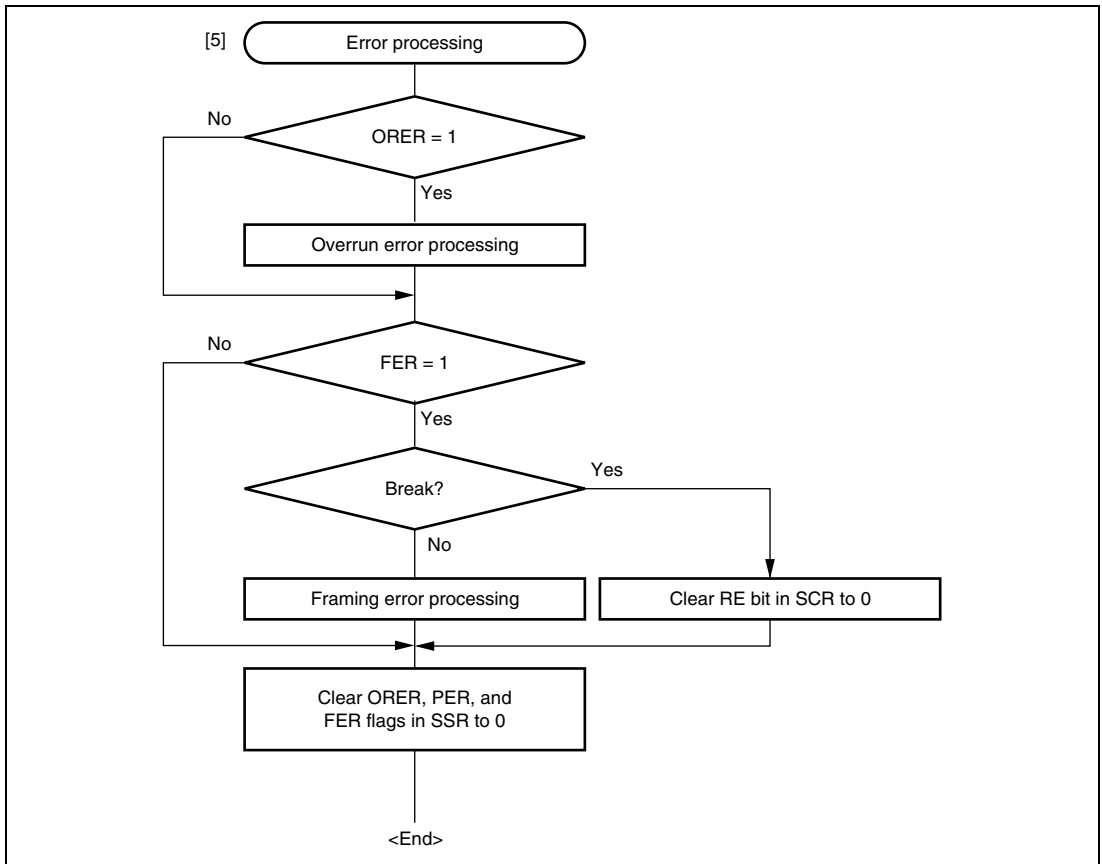 [5]
Error processing
No
ORER = 1
Yes
Overrun error processing
No
FER = 1
Yes
Break?
Yes
No
Framing error processing
Clear RE bit in SCR to 0
Clear ORER, PER, and
FER flags in SSR to 0
<End>